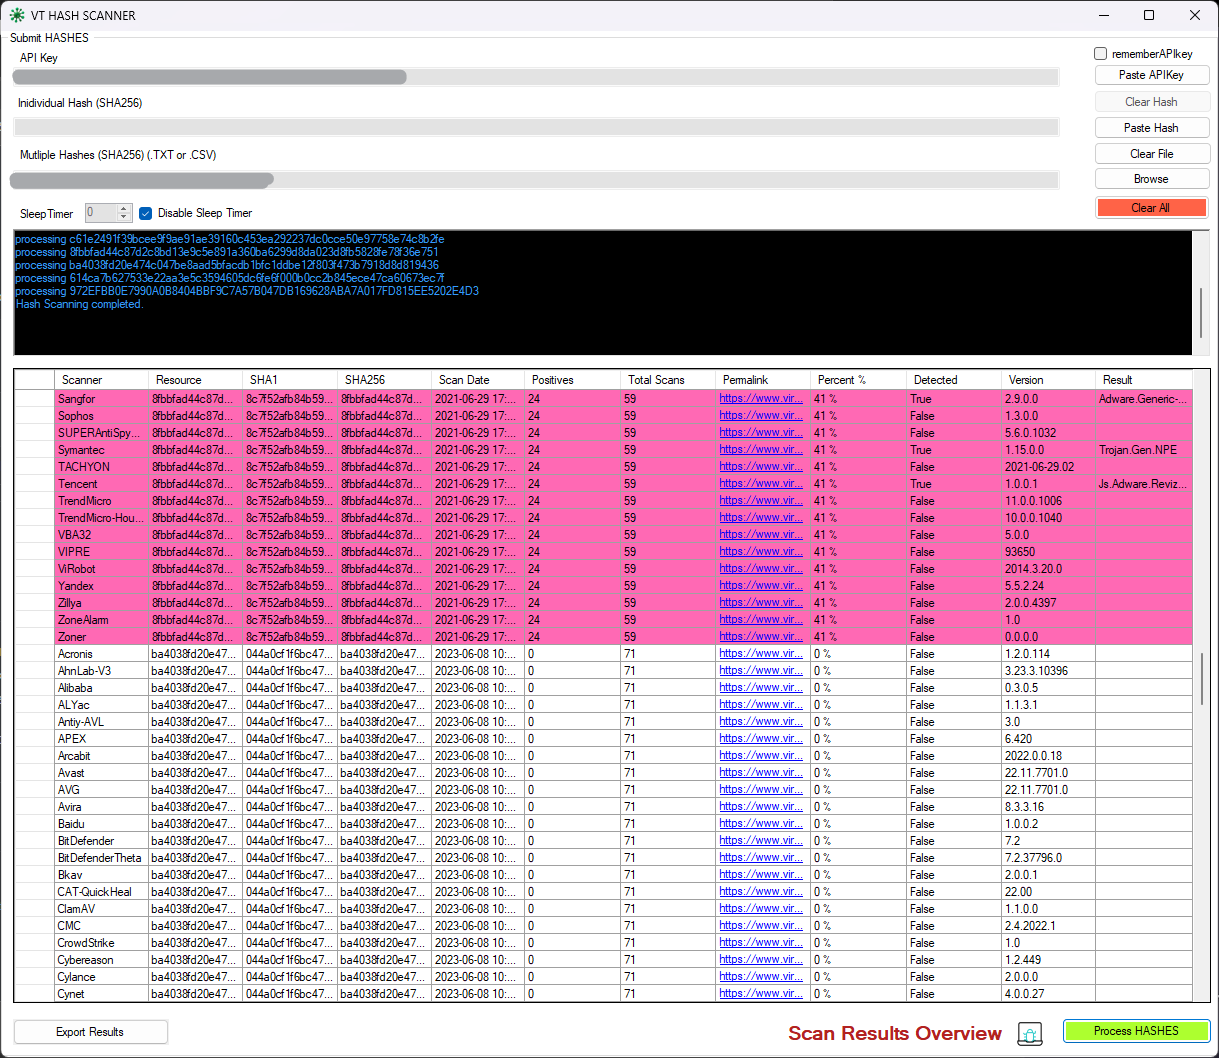 VT HASH SCANNER
Submit HASHES
API Key
rememberAPIkey
Paste APIKey
Inidividual Hash (SHA256)
Clear Hash
Paste Hash
Mutliple Hashes (SHA256) (.TXT or .CSV)
Clear File
Browse
SleepTimer 0 Disable Sleep Timer
Clear All
processing c61e2491f39bcee9f9ae91ae39160c453ea292237dc0cce50e97758e74c8b2fe
processing 8fbbfad44c87d2c8bd13e9c5e891a360ba6299d8da023d8fb5828fe78f36e751
processing ba4038fd20e474c047be8aad5bfacdb1bfc1ddbe12f803f473b7918d8d819436
processing 614ca7b627533e22aa3e5c3594605dc6fe6f000b0cc2b845ece47ca60673ec7f
processing 972EFBB0E7990A0B8404BBF9C7A57B047DB169628ABA7A017FD815EE5202E4D3
Hash Scanning completed.
Scanner Resource SHA1 SHA256 Scan Date Positives Total Scans Permalink Percent % Detected Version Result
Sangfor 8fbbfad44c87d... 8c7f52afb84b59... 8fbbfad44c87d... 2021-06-29 17:... 24 59 https://www.vir... 41 % True 2.9.0.0 Adware.Generic-...
Sophos 8fbbfad44c87d... 8c7f52afb84b59... 8fbbfad44c87d... 2021-06-29 17:... 24 59 https://www.vir... 41 % False 1.3.0.0
SUPERAntiSpy... 8fbbfad44c87d... 8c7f52afb84b59... 8fbbfad44c87d... 2021-06-29 17:... 24 59 https://www.vir... 41 % False 5.6.0.1032
Symantec 8fbbfad44c87d... 8c7f52afb84b59... 8fbbfad44c87d... 2021-06-29 17:... 24 59 https://www.vir... 41 % True 1.15.0.0 Trojan.Gen.NPE
TACHYON 8fbbfad44c87d... 8c7f52afb84b59... 8fbbfad44c87d... 2021-06-29 17:... 24 59 https://www.vir... 41 % False 2021-06-29.02
Tencent 8fbbfad44c87d... 8c7f52afb84b59... 8fbbfad44c87d... 2021-06-29 17:... 24 59 https://www.vir... 41 % True 1.0.0.1 Js.Adware.Reviz...
TrendMicro 8fbbfad44c87d... 8c7f52afb84b59... 8fbbfad44c87d... 2021-06-29 17:... 24 59 https://www.vir... 41 % False 11.0.0.1006
TrendMicro-Hou... 8fbbfad44c87d... 8c7f52afb84b59... 8fbbfad44c87d... 2021-06-29 17:... 24 59 https://www.vir... 41 % False 10.0.0.1040
VBA32 8fbbfad44c87d... 8c7f52afb84b59... 8fbbfad44c87d... 2021-06-29 17:... 24 59 https://www.vir... 41 % False 5.0.0
VIPRE 8fbbfad44c87d... 8c7f52afb84b59... 8fbbfad44c87d... 2021-06-29 17:... 24 59 https://www.vir... 41 % False 93650
ViRobot 8fbbfad44c87d... 8c7f52afb84b59... 8fbbfad44c87d... 2021-06-29 17:... 24 59 https://www.vir... 41 % False 2014.3.20.0
Yandex 8fbbfad44c87d... 8c7f52afb84b59... 8fbbfad44c87d... 2021-06-29 17:... 24 59 https://www.vir... 41 % False 5.5.2.24
Zillya 8fbbfad44c87d... 8c7f52afb84b59... 8fbbfad44c87d... 2021-06-29 17:... 24 59 https://www.vir... 41 % False 2.0.0.4397
ZoneAlarm 8fbbfad44c87d... 8c7f52afb84b59... 8fbbfad44c87d... 2021-06-29 17:... 24 59 https://www.vir... 41 % False 1.0
Zoner 8fbbfad44c87d... 8c7f52afb84b59... 8fbbfad44c87d... 2021-06-29 17:... 24 59 https://www.vir... 41 % False 0.0.0.0
Acronis ba4038fd20e47... 044a0cf1f6bc47... ba4038fd20e47... 2023-06-08 10:... 0 71 https://www.vir... 0 % False 1.2.0.114
AhnLab-V3 ba4038fd20e47... 044a0cf1f6bc47... ba4038fd20e47... 2023-06-08 10:... 0 71 https://www.vir... 0 % False 3.23.3.10396
Alibaba ba4038fd20e47... 044a0cf1f6bc47... ba4038fd20e47... 2023-06-08 10:... 0 71 https://www.vir... 0 % False 0.3.0.5
ALYac ba4038fd20e47... 044a0cf1f6bc47... ba4038fd20e47... 2023-06-08 10:... 0 71 https://www.vir... 0 % False 1.1.3.1
Antiy-AVL ba4038fd20e47... 044a0cf1f6bc47... ba4038fd20e47... 2023-06-08 10:... 0 71 https://www.vir... 0 % False 3.0
APEX ba4038fd20e47... 044a0cf1f6bc47... ba4038fd20e47... 2023-06-08 10:... 0 71 https://www.vir... 0 % False 6.420
Arcabit ba4038fd20e47... 044a0cf1f6bc47... ba4038fd20e47... 2023-06-08 10:... 0 71 https://www.vir... 0 % False 2022.0.0.18
Avast ba4038fd20e47... 044a0cf1f6bc47... ba4038fd20e47... 2023-06-08 10:... 0 71 https://www.vir... 0 % False 22.11.7701.0
AVG ba4038fd20e47... 044a0cf1f6bc47... ba4038fd20e47... 2023-06-08 10:... 0 71 https://www.vir... 0 % False 22.11.7701.0
Avira ba4038fd20e47... 044a0cf1f6bc47... ba4038fd20e47... 2023-06-08 10:... 0 71 https://www.vir... 0 % False 8.3.3.16
Baidu ba4038fd20e47... 044a0cf1f6bc47... ba4038fd20e47... 2023-06-08 10:... 0 71 https://www.vir... 0 % False 1.0.0.2
BitDefender ba4038fd20e47... 044a0cf1f6bc47... ba4038fd20e47... 2023-06-08 10:... 0 71 https://www.vir... 0 % False 7.2
BitDefenderTheta ba4038fd20e47... 044a0cf1f6bc47... ba4038fd20e47... 2023-06-08 10:... 0 71 https://www.vir... 0 % False 7.2.37796.0
Bkav ba4038fd20e47... 044a0cf1f6bc47... ba4038fd20e47... 2023-06-08 10:... 0 71 https://www.vir... 0 % False 2.0.0.1
CAT-QuickHeal ba4038fd20e47... 044a0cf1f6bc47... ba4038fd20e47... 2023-06-08 10:... 0 71 https://www.vir... 0 % False 22.00
ClamAV ba4038fd20e47... 044a0cf1f6bc47... ba4038fd20e47... 2023-06-08 10:... 0 71 https://www.vir... 0 % False 1.1.0.0
CMC ba4038fd20e47... 044a0cf1f6bc47... ba4038fd20e47... 2023-06-08 10:... 0 71 https://www.vir... 0 % False 2.4.2022.1
CrowdStrike ba4038fd20e47... 044a0cf1f6bc47... ba4038fd20e47... 2023-06-08 10:... 0 71 https://www.vir... 0 % False 1.0
Cybereason ba4038fd20e47... 044a0cf1f6bc47... ba4038fd20e47... 2023-06-08 10:... 0 71 https://www.vir... 0 % False 1.2.449
Cylance ba4038fd20e47... 044a0cf1f6bc47... ba4038fd20e47... 2023-06-08 10:... 0 71 https://www.vir... 0 % False 2.0.0.0
Cynet ba4038fd20e47... 044a0cf1f6bc47... ba4038fd20e47... 2023-06-08 10:... 0 71 https://www.vir... 0 % False 4.0.0.27
Export Results
Scan Results Overview
Process HASHES